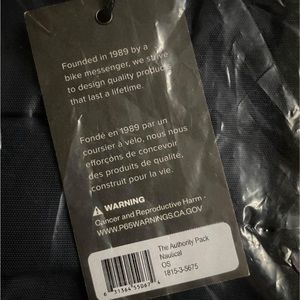 Founded in 1989 by a
bike messenger, we strive
to design quality products
that last a lifetime.
Fondé en 1989 par un
coursier à vélo, nous nous
efforçons de concevoir
des produits de qualité,
construit pour la vie.
WARNING
Cancer and Reproductive Harm -
WWW.P65WARNINGS.CA.GOV
The Authority Pack
Nautical
OS
1815-3-5675